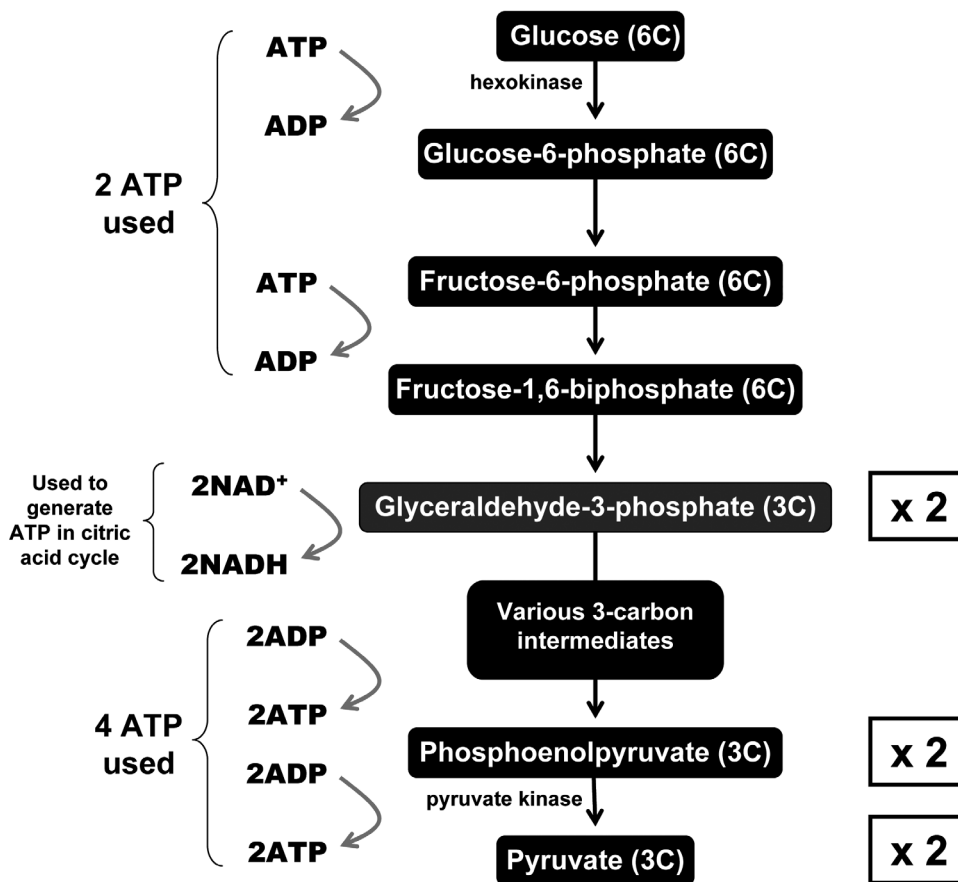 Glucose (6C)
ATP
hexokinase
ADP
Glucose-6-phosphate (6C)
2 ATP
used
ATP
Fructose-6-phosphate (6C)
ADP
Fructose-1,6-biphosphate (6C)
Used to
generate
ATP in citric
acid cycle
2NAD+
Glyceraldehyde-3-phosphate (3C)
x 2
2NADH
Various 3-carbon
intermediates
2ADP
2ATP
4 ATP
used
Phosphoenolpyruvate (3C)
x 2
2ADP
pyruvate kinase
2ATP
Pyruvate (3C)
x 2